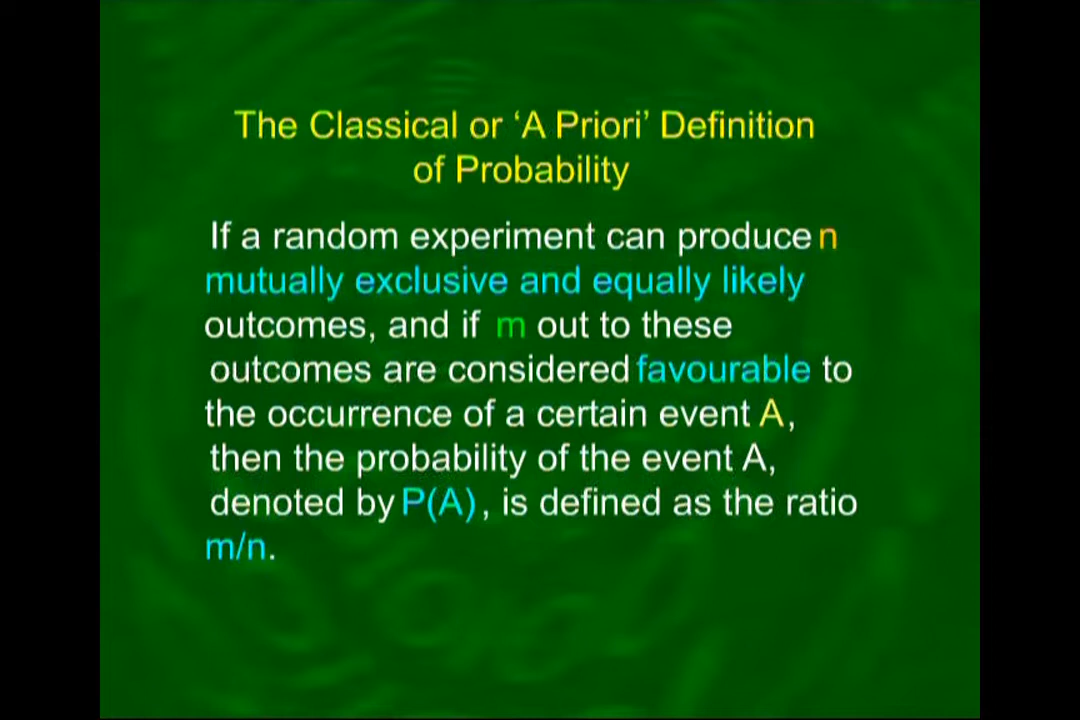 The Classical or ‘A Priori’ Definition
of Probability
If a random experiment can produce n
mutually exclusive and equally likely
outcomes, and if m out to these
outcomes are considered favourable to
the occurrence of a certain event A,
then the probability of the event A,
denoted by P(A), is defined as the ratio
m/n.